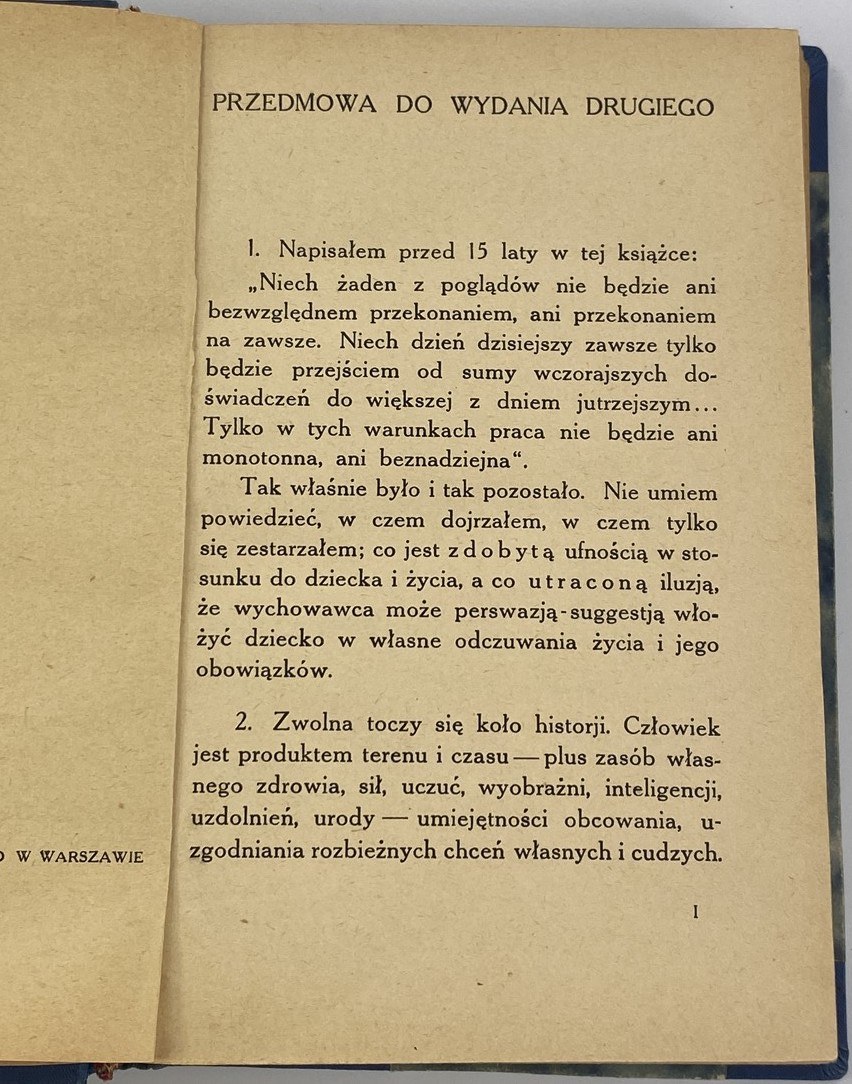 PRZEDMOWA DO WYDANIA DRUGIEGO
1. Napisałem przed 15 laty w tej książce:
„Niech żaden z poglądów nie będzie ani
bezwzględnem przekonaniem, ani przekonaniem
na zawsze. Niech dzień dzisiejszy zawsze tylko
będzie przejściem od sumy wczorajszych do-
świadczeń do większej z dniem jutrzejszym...
Tylko w tych warunkach praca nie będzie ani
monotonna, ani beznadziejna“.
Tak właśnie było i tak pozostało. Nie umiem
powiedzieć, w czem dojrzałem, w czem tylko
się zestarzałem; co jest zdobytą ufnością w sto-
sunku do dziecka i życia, a co utraconą iluzją,
że wychowawca może perswazją-suggestją wło-
żyć dziecko w własne odczuwania życia i jego
obowiązków.
2. Zwolna toczy się koło historji. Człowiek
jest produktem terenu i czasu — plus zasób włas-
nego zdrowia, sił, uczuć, wyobraźni, inteligencji,
uzdolnień, urody — umiejętności obcowania, u-
zgodniania rozbieżnych chceń własnych i cudzych.
I
W WARSZAWIE